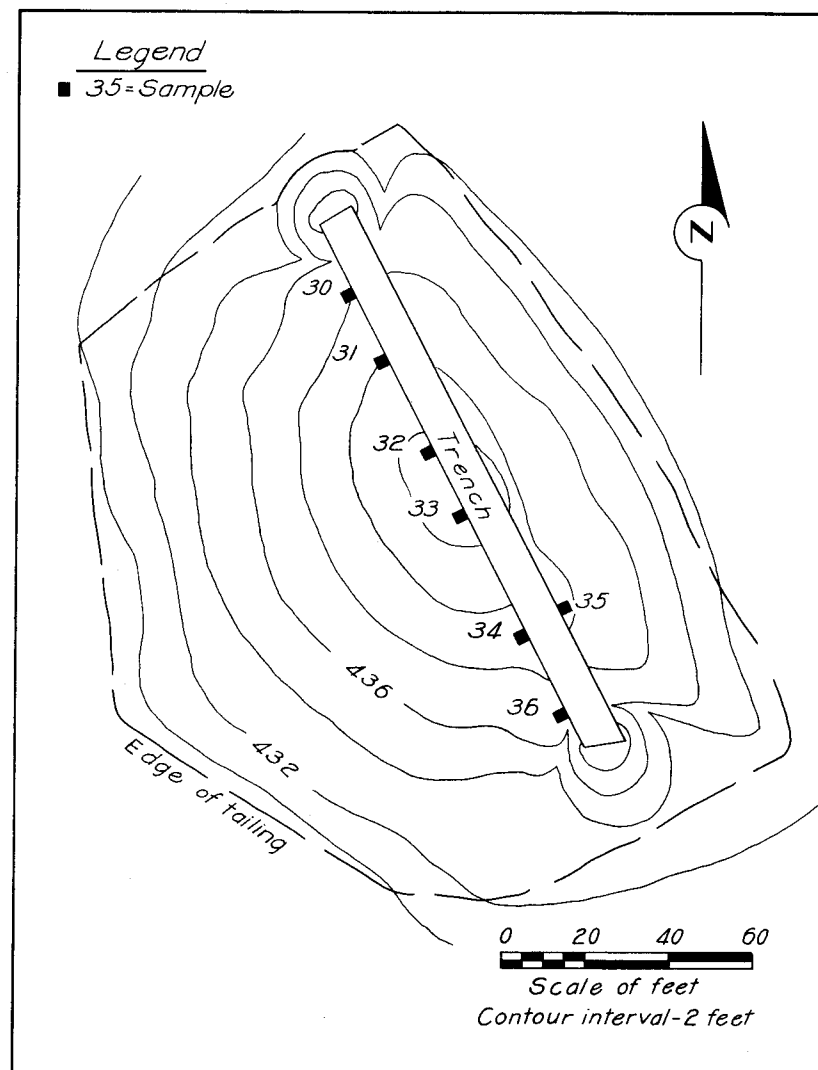 Legend
35=Sample
N
30
31
32
Trench
33
35
34
436
36
432
Edge of tailing
0 20 40 60
Scale of feet
Contour interval-2 feet